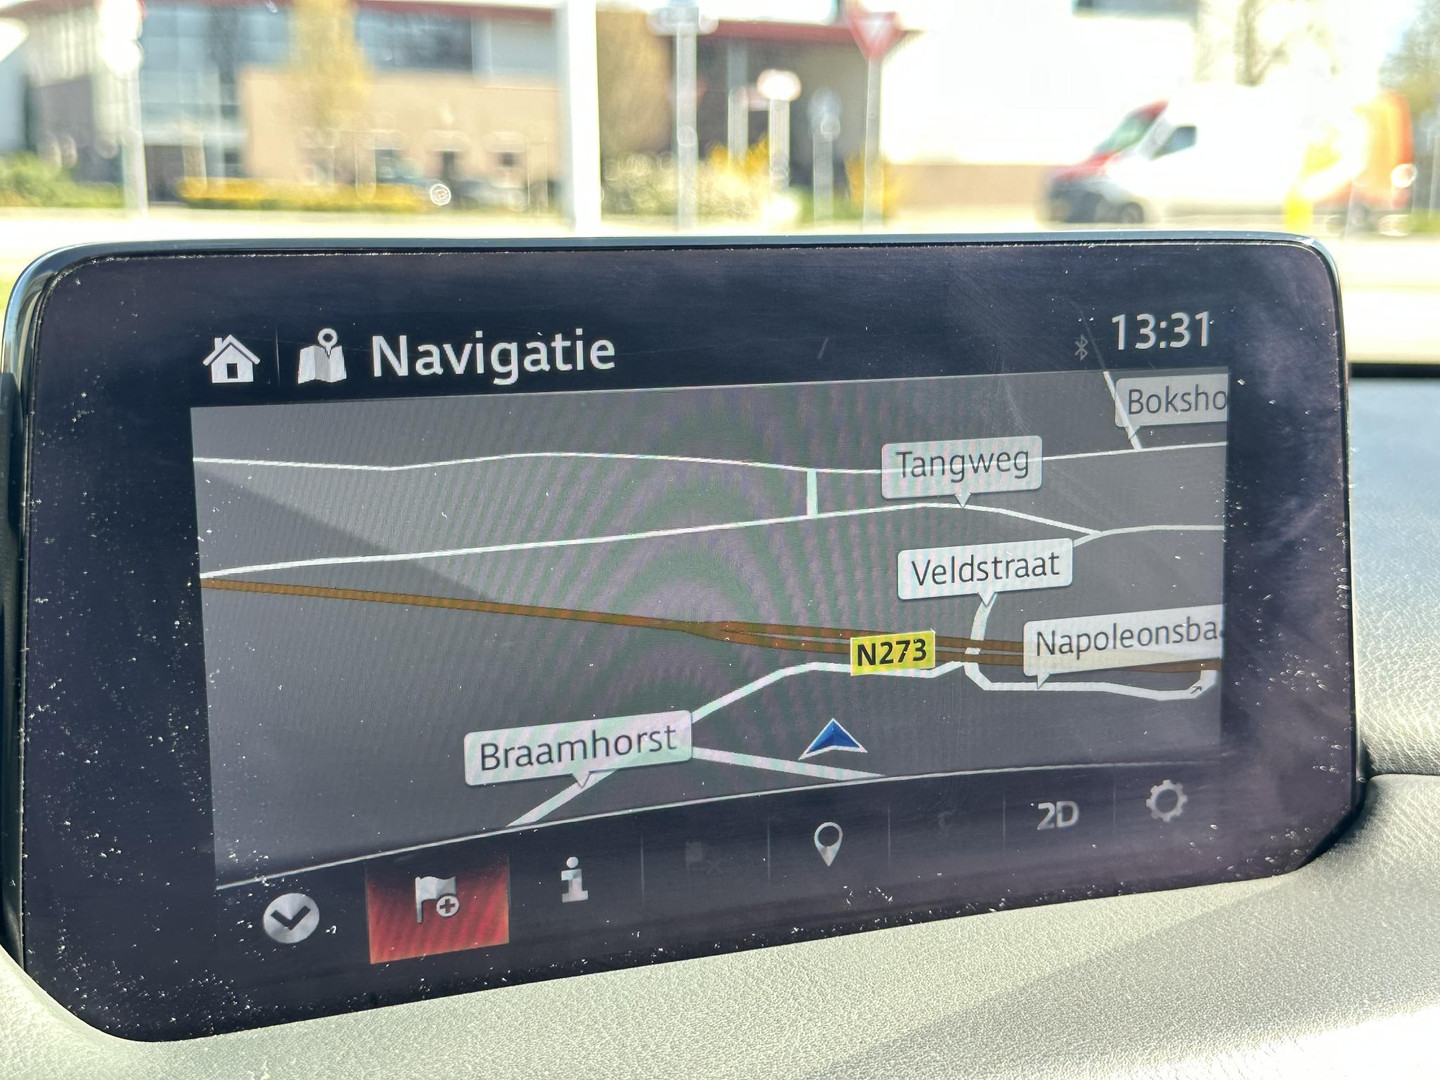 Navigatie
13:31
Boksho
Tangweg
Veldstraat
Napoleonsba
N273
Braamhorst
2D